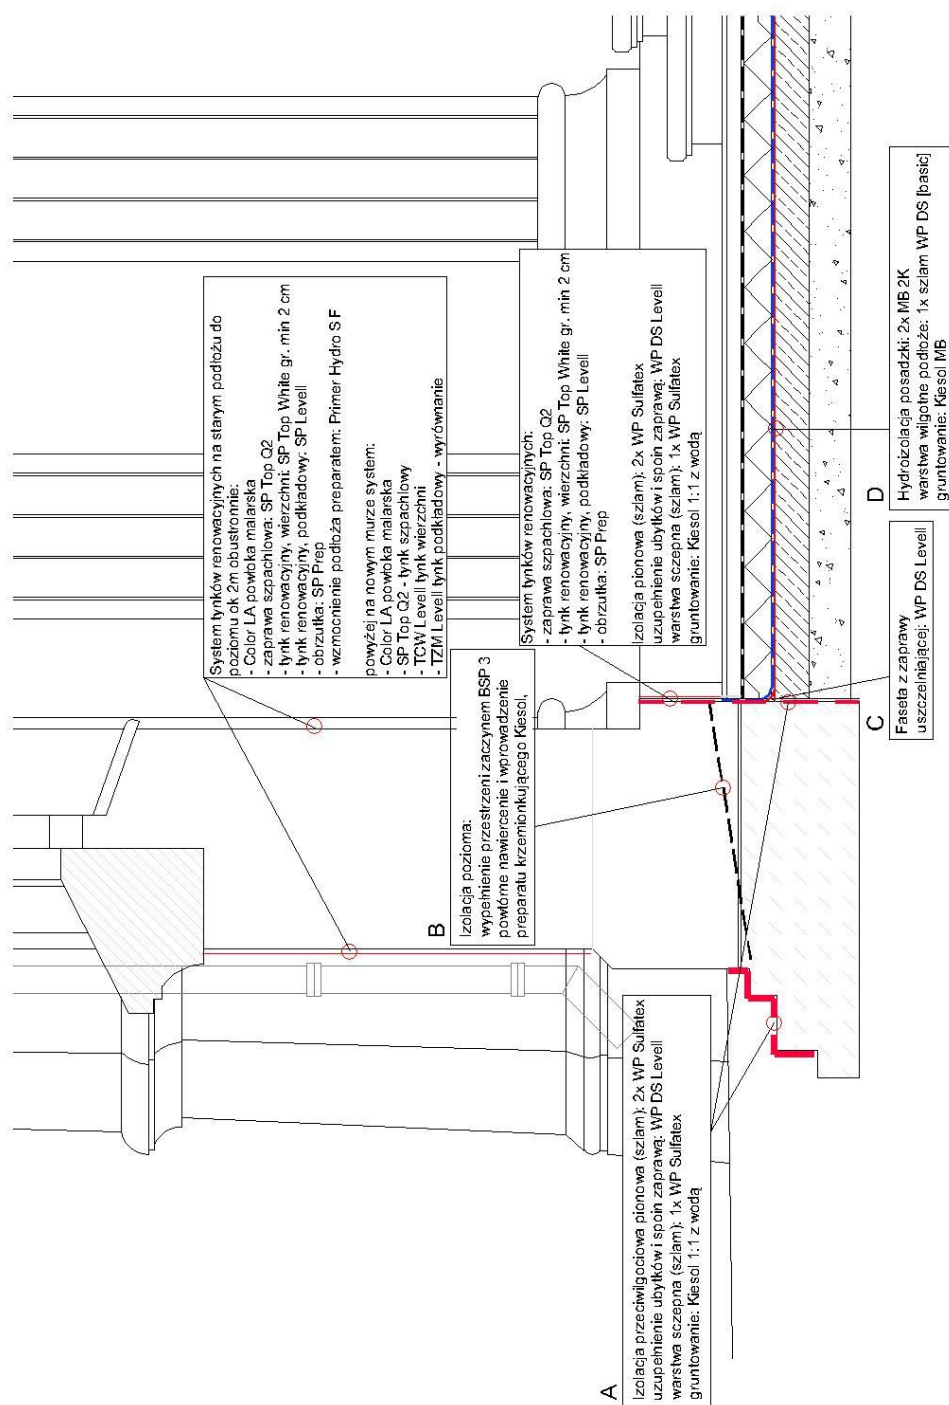 System tynków renowacyjnych na starym podłożu do
poziomu ok 2m obustronnie:
- Color LA powłoka malarska
- zaprawa szpachlowa: SP Top Q2
- tynk renowacyjny, wierzchni: SP Top White gr. min 2 cm
- tynk renowacyjny, podkładowy: SP Levell
- obrzutka: SP Prep
- wzmocnienie podłoża preparatem: Primer Hydro S F
powyżej na nowym murze system:
- Color LA powłoka malarska
- SP Top Q2 - tynk szpachlowy
- TCW Levell tynk wierzchni
- TZM Levell tynk podkładowy - wyrównanie
B
Izolacja pozioma:
wypełnienie przestrzeni zaczynem BSP 3
powtórne nawiercenie i wprowadzenie
preparatu krzemionkującego Kiesol,
System tynków renowacyjnych:
- zaprawa szpachlowa: SP Top Q2
- tynk renowacyjny, wierzchni: SP Top White gr. min 2 cm
- tynk renowacyjny, podkładowy: SP Levell
- obrzutka: SP Prep
Izolacja pionowa (szlam): 2x WP Sulfatex
uzupełnienie ubytków i spoin zaprawą: WP DS Levell
warstwa sczepna (szlam): 1x WP Sulfatex
gruntowanie: Kiesol 1:1 z wodą
A
Izolacja przeciwilgociowa pionowa (szlam): 2x WP Sulfatex
uzupełnienie ubytków i spoin zaprawą: WP DS Levell
warstwa sczepna (szlam): 1x WP Sulfatex
gruntowanie: Kiesol 1:1 z wodą
C
Faseta z zaprawy
uszczelniającej: WP DS Levell
D
Hydroizolacja posadzki: 2x MB 2K
warstwa wilgotne podłoże: 1x szlam WP DS [basic]
gruntowanie: Kiesol MB